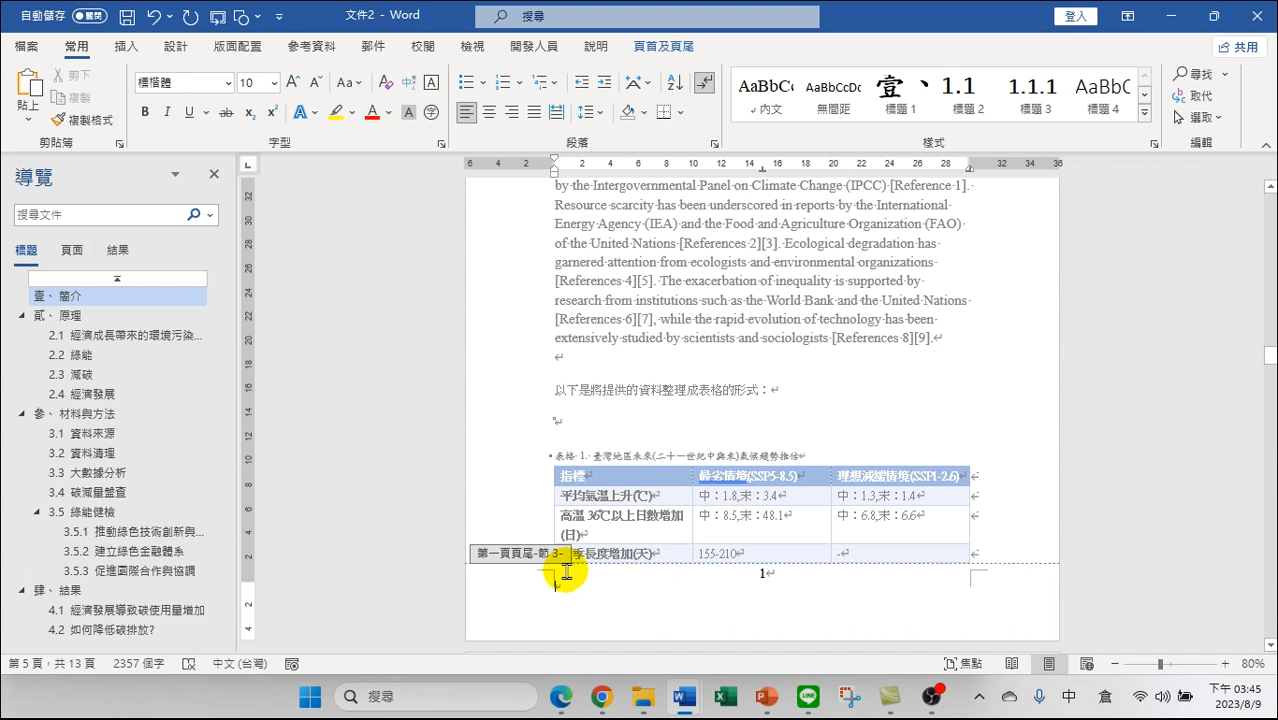 自動儲存 關閉 文件2 - Word 搜尋 登入
檔案 常用 插入 設計 版面配置 參考資料 郵件 校閱 檢視 開發人員 說明 頁首及頁尾 共用
貼上 剪下 複製 複製格式 剪貼簿
標楷體 10 字型
段落
AaBbC AaBbCcDc 壹、 1.1 1.1.1 AaBbC
內文 無間距 標題 1 標題 2 標題 3 標題 4 樣式
尋找 取代 選取 編輯
導覽
搜尋文件
標題 頁面 結果
壹、 簡介
貳、 原理
2.1 經濟成長帶來的環境污染...
2.2 綠能
2.3 減碳
2.4 經濟發展
參、 材料與方法
3.1 資料來源
3.2 資料清理
3.3 大數據分析
3.4 碳減量盤查
3.5 綠能健檢
3.5.1 推動綠色技術創新與...
3.5.2 建立綠色金融體系
3.5.3 促進國際合作與協調
肆、 結果
4.1 經濟發展導致碳使用量增加
4.2 如何降低碳排放?
6 4 2 2 4 6 8 10 12 14 16 18 20 22 24 26 28 30 32 34 36
by the Intergovernmental Panel on Climate Change (IPCC) [Reference 1].
Resource scarcity has been underscored in reports by the International
Energy Agency (IEA) and the Food and Agriculture Organization (FAO)
of the United Nations [References 2][3]. Ecological degradation has
garnered attention from ecologists and environmental organizations
[References 4][5]. The exacerbation of inequality is supported by
research from institutions such as the World Bank and the United Nations
[References 6][7], while the rapid evolution of technology has been
extensively studied by scientists and sociologists [References 8][9].
以下是將提供的資料整理成表格的形式：
表格 1. 臺灣地區未來(二十一世紀中與末)氣候趨勢推估
指標 最劣情境(SSP5-8.5) 理想減緩情境(SSP1-2.6)
平均氣溫上升(℃) 中：1.8,末：3.4 中：1.3,末：1.4
高溫 36℃以上日數增加(日) 中：8.5,末：48.1 中：6.8,末：6.6
季長度增加(天) 155-210 -
第一頁頁尾-節 3-
1
第 5 頁，共 13 頁 2357 個字 中文 (台灣) 焦點 80%
搜尋 中 下午 03:45
2023/8/9